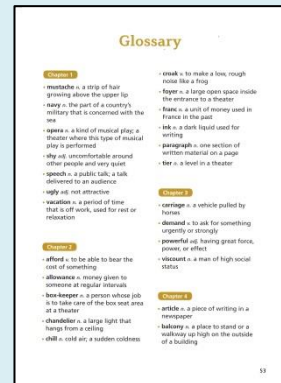 Glossary
Chapter 1
• mustache n. a strip of hair
growing above the upper lip
• navy n. the part of a country's
military that is concerned with the
sea
• opera n. a kind of musical play; a
theater where this type of musical
play is performed
• shy adj. uncomfortable around
other people and very quiet
• speech n. a public talk; a talk
delivered to an audience
• ugly adj. not attractive
• vacation n. a period of time
that is off work, used for rest or
relaxation
Chapter 2
• afford v. to be able to bear the
cost of something
• allowance n. money given to
someone at regular intervals
• box-keeper n. a person whose job
is to take care of the box seat area
at a theater
• chandelier n. a large light that
hangs from a ceiling
• chill n. cold air; a sudden coldness
• croak v. to make a low, rough
noise like a frog
• foyer n. a large open space inside
the entrance to a theater
• franc n. a unit of money used in
France in the past
• ink n. a dark liquid used for
writing
• paragraph n. one section of
written material on a page
• tier n. a level in a theater
Chapter 3
• carriage n. a vehicle pulled by
horses
• demand v. to ask for something
urgently or strongly
• powerful adj. having great force,
power, or effect
• viscount n. a man of high social
status
Chapter 4
• article n. a piece of writing in a
newspaper
• balcony n. a place to stand or a
walkway up high on the outside
of a building
53